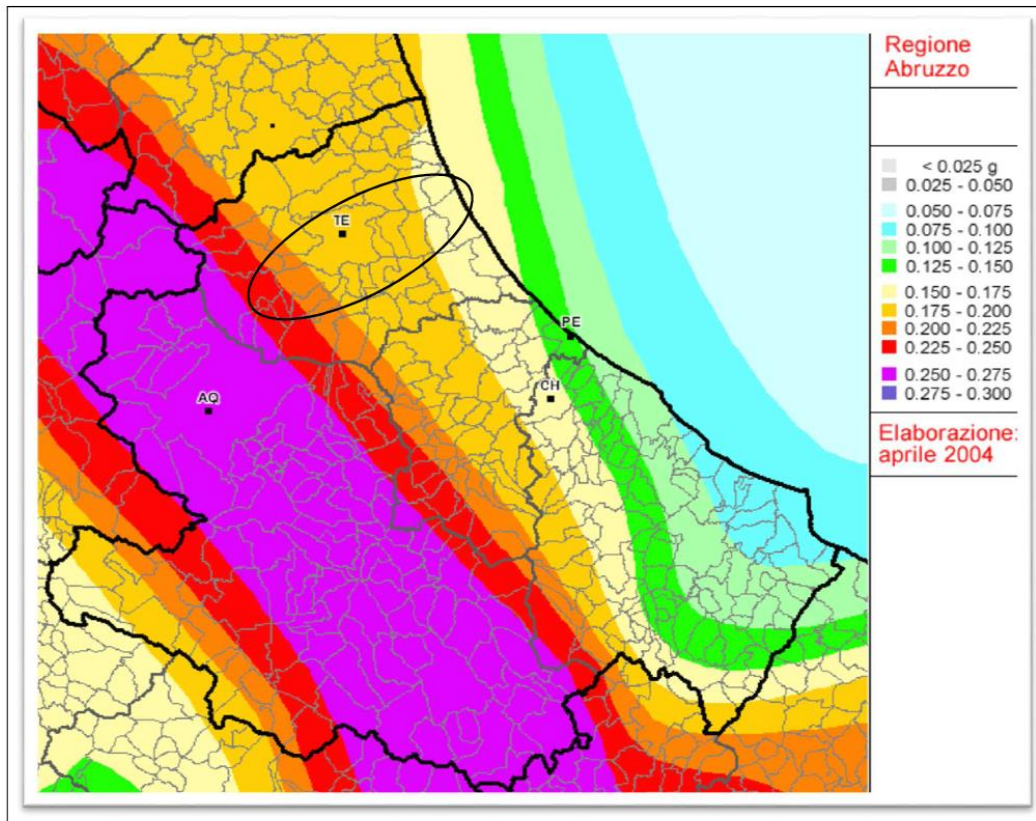 Regione
Abruzzo
< 0.025 g
0.025 - 0.050
0.050 - 0.075
0.075 - 0.100
0.100 - 0.125
0.125 - 0.150
0.150 - 0.175
0.175 - 0.200
0.200 - 0.225
0.225 - 0.250
0.250 - 0.275
0.275 - 0.300
Elaborazione:
aprile 2004
TE
PE
CH
AQ